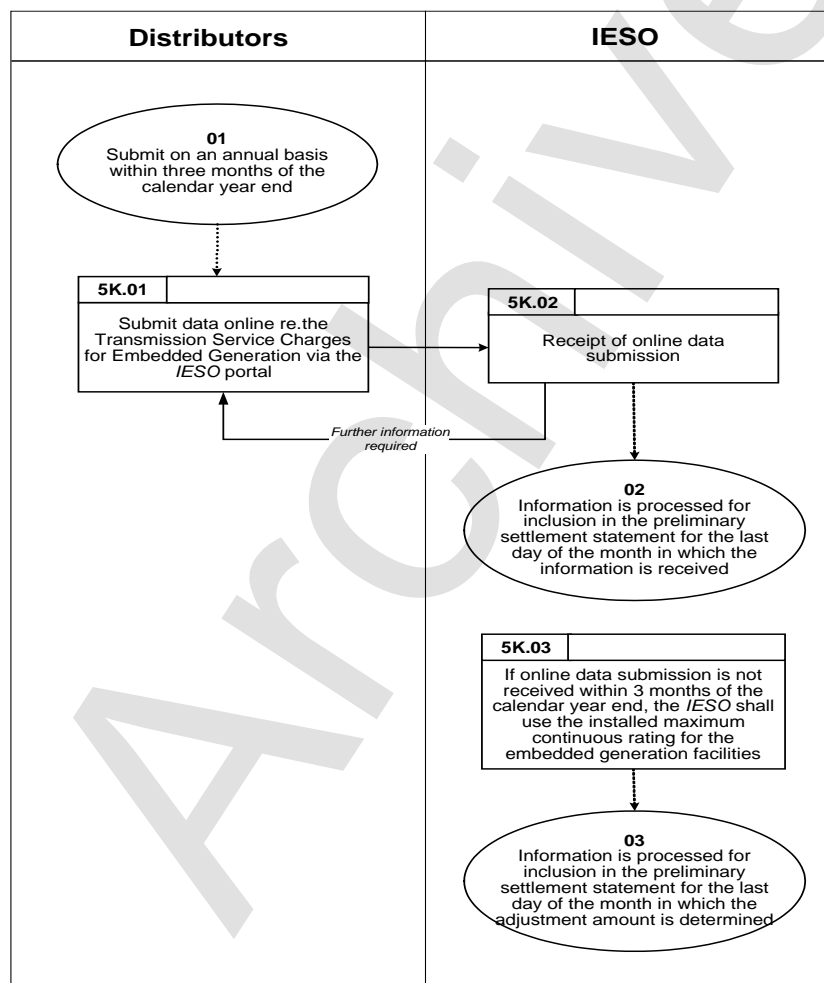 Distributors
IESO
01
Submit on an annual basis
within three months of the
calendar year end
5K.01
Submit data online re.the
Transmission Service Charges
for Embedded Generation via the
IESO portal
5K.02
Receipt of online data
submission
Further information
required
02
Information is processed for
inclusion in the preliminary
settlement statement for the last
day of the month in which the
information is received
5K.03
If online data submission is not
received within 3 months of the
calendar year end, the IESO shall
use the installed maximum
continuous rating for the
embedded generation facilities
03
Information is processed for
inclusion in the preliminary
settlement statement for the last
day of the month in which the
adjustment amount is determined
Archive